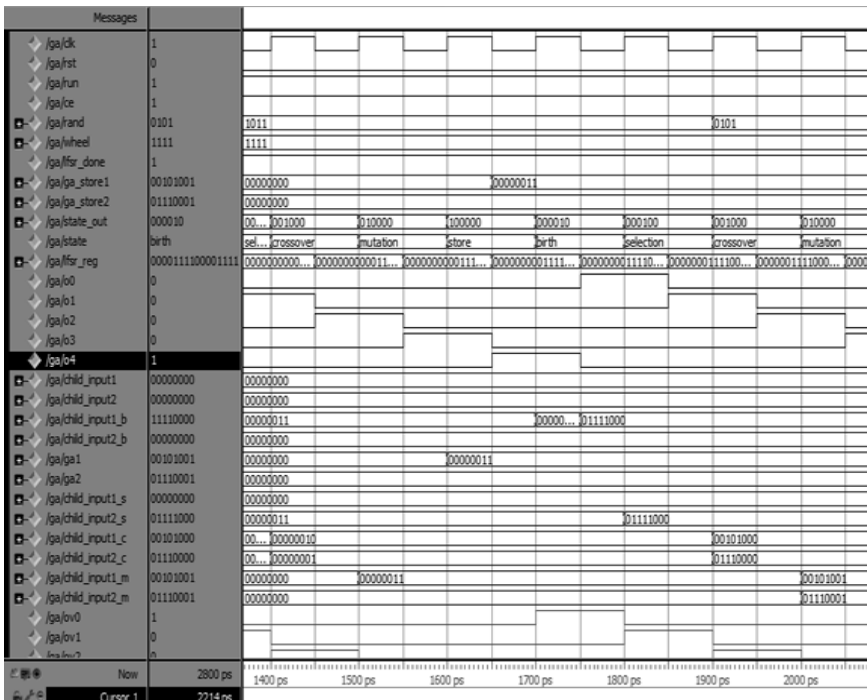 Messages
/ga/clk 1
/ga/rst 0
/ga/run 1
/ga/ce 1
/ga/rand 0101 1011 0101
/ga/wheel 1111 1111
/ga/lfsr_done 1
/ga/ga_store1 00101001 00000000 00000011
/ga/ga_store2 01110001 00000000
/ga/state_out 000010 00... 001000 010000 100000 000010 000100 001000 010000
/ga/state birth sel... crossover mutation store birth selection crossover mutation
/ga/lfsr_reg 0000111100001111 0000000000... 00000000000011... 0000000000111... 0000000001111... 0000000011110... 0000000111100... 0000001111000... 0000
/ga/o0 0
/ga/o1 0
/ga/o2 0
/ga/o3 0
/ga/o4 1
/ga/child_input1 00000000 00000000
/ga/child_input2 00000000 00000000
/ga/child_input1_b 11110000 00000011 00000... 01111000
/ga/child_input2_b 00000000 00000000
/ga/ga1 00101001 00000000 00000011
/ga/ga2 01110001 00000000
/ga/child_input1_s 00000000 00000000
/ga/child_input2_s 01111000 00000011 01111000
/ga/child_input1_c 00101000 00... 00000010 00101000
/ga/child_input2_c 01110000 00... 00000001 01110000
/ga/child_input1_m 00101001 00000000 00000011 00101001
/ga/child_input2_m 01110001 00000000 01110001
/ga/ov0 1
/ga/ov1 0
/ga/ov2 0
Now 2800 ps 1400 ps 1500 ps 1600 ps 1700 ps 1800 ps 1900 ps 2000 ps
Cursor 1 2214 ps